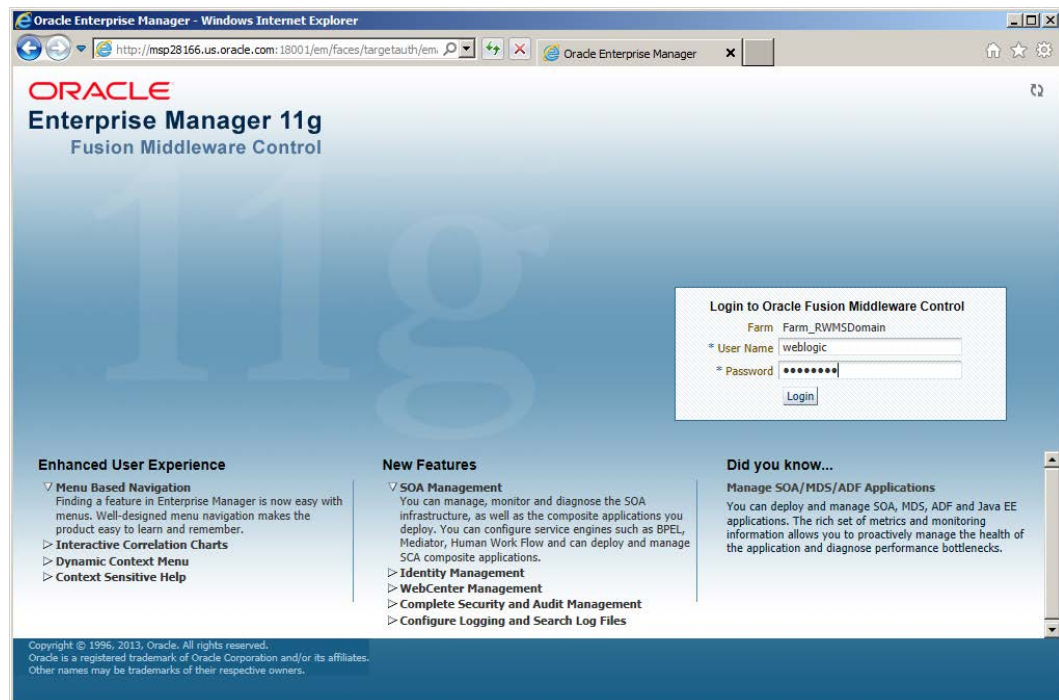 Oracle Enterprise Manager - Windows Internet Explorer
http://msp28166.us.oracle.com:18001/em/faces/targetauth/em
Oracle Enterprise Manager
ORACLE
Enterprise Manager 11g
Fusion Middleware Control
11g
Login to Oracle Fusion Middleware Control
Farm Farm_RWMSDomain
* User Name weblogic
* Password ••••••••
Login
Enhanced User Experience
Menu Based Navigation
Finding a feature in Enterprise Manager is now easy with
menus. Well-designed menu navigation makes the
product easy to learn and remember.
Interactive Correlation Charts
Dynamic Context Menu
Context Sensitive Help
New Features
SOA Management
You can manage, monitor and diagnose the SOA
infrastructure, as well as the composite applications you
deploy. You can configure service engines such as BPEL,
Mediator, Human Work Flow and can deploy and manage
SCA composite applications.
Identity Management
WebCenter Management
Complete Security and Audit Management
Configure Logging and Search Log Files
Did you know...
Manage SOA/MDS/ADF Applications
You can deploy and manage SOA, MDS, ADF and Java EE
applications. The rich set of metrics and monitoring
information allows you to proactively manage the health of
the application and diagnose performance bottlenecks.
Copyright © 1996, 2013, Oracle. All rights reserved.
Oracle is a registered trademark of Oracle Corporation and/or its affiliates.
Other names may be trademarks of their respective owners.